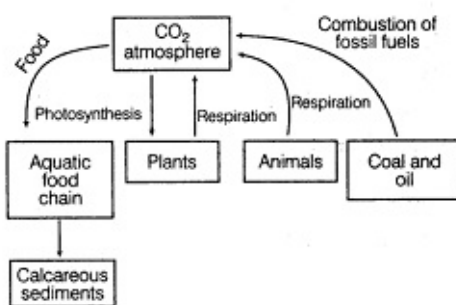 Food
CO₂
atmosphere
Combustion of
fossil fuels
Photosynthesis
Respiration
Respiration
Aquatic
food
chain
Plants
Animals
Coal and
oil
Calcareous
sediments